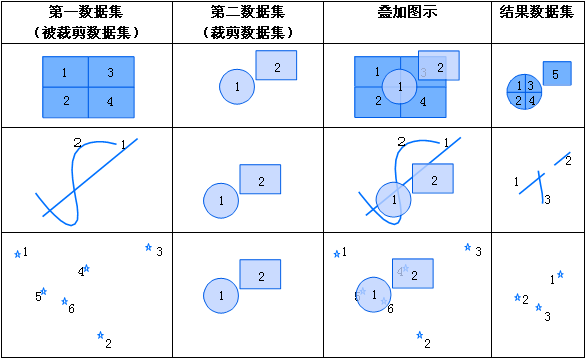 第一数据集 第二数据集 叠加图示 结果数据集
（被裁剪数据集） （裁剪数据集）
1 3 2 1 2 3 1 2 4 1 3 2 4 5
2 4
2 1 1 2 2 1 1 2 1 2 3
1 3 4 5 6 2 1 2 1 3 4 2 5 1 6 2 1 2 3